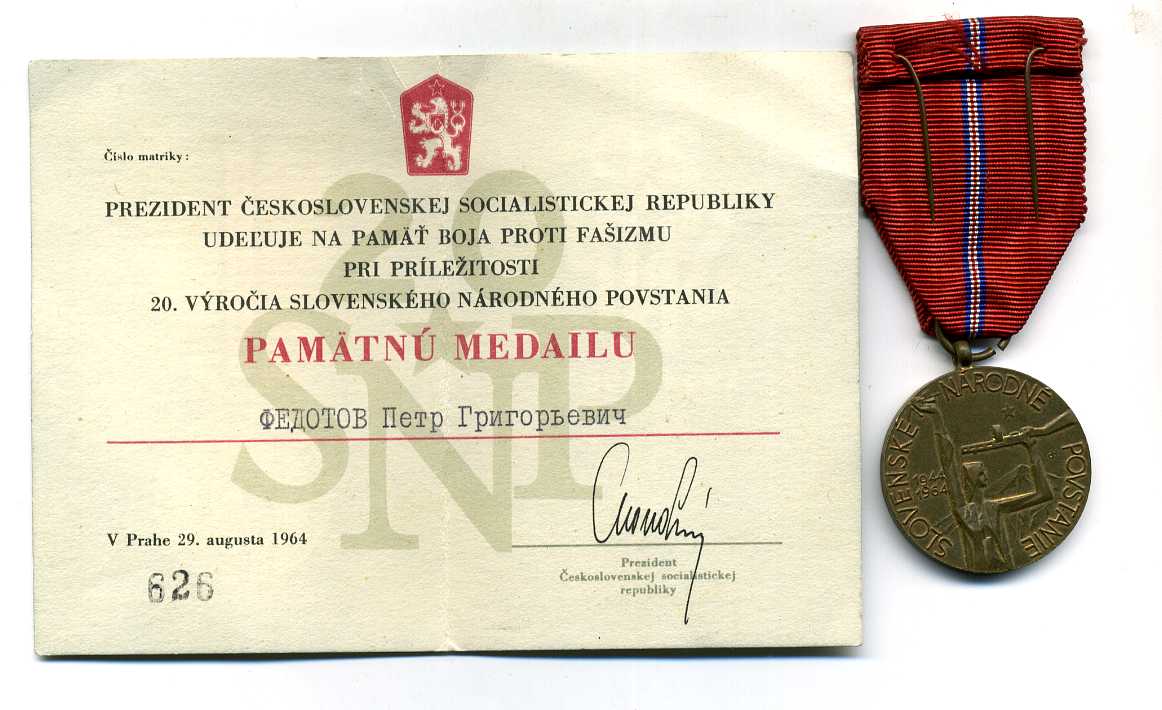 Číslo matriky:
20
SNP
PREZIDENT ČESKOSLOVENSKEJ SOCIALISTICKEJ REPUBLIKY
UDEĽUJE NA PAMÄŤ BOJA PROTI FAŠIZMU
PRI PRÍLEŽITOSTI
20. VÝROČIA SLOVENSKÉHO NÁRODNÉHO POVSTANIA
PAMÄTNÚ MEDAILU
ФЕДОТОВ Петр Григорьевич
V Prahe 29. augusta 1964
626
Prezident
Československej socialistickej
republiky
SLOVENSKÉ NÁRODNÉ POVSTANIE
1944
1964